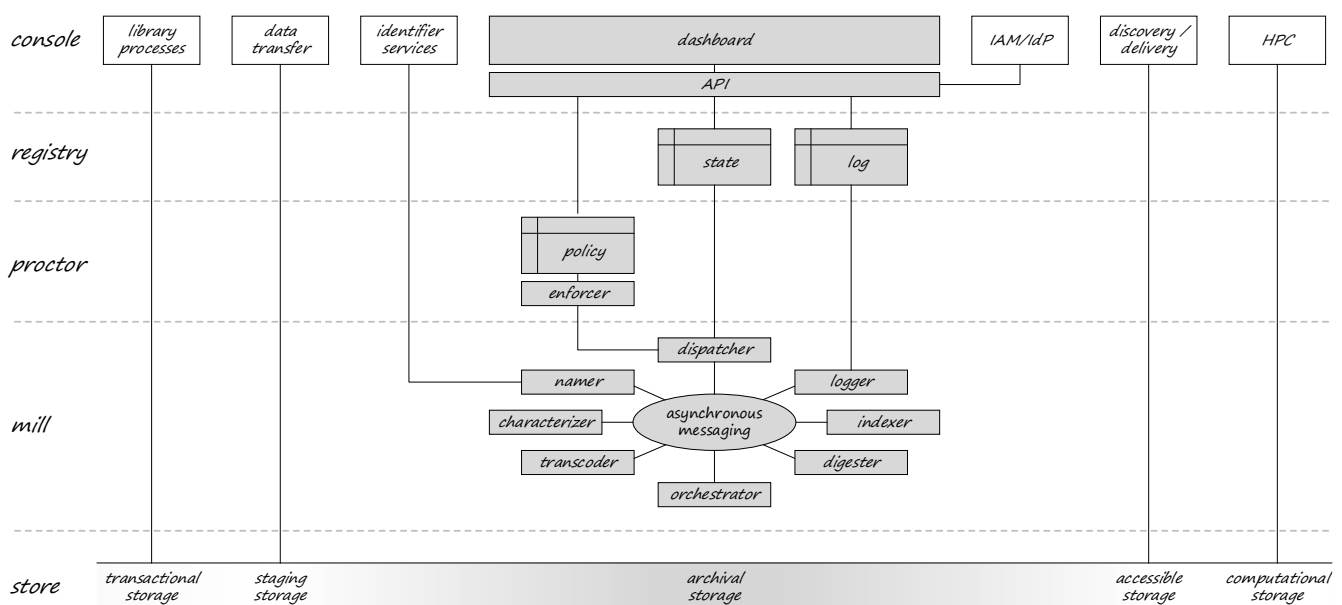 console
library
processes
data
transfer
identifier
services
dashboard
IAM/IdP
discovery /
delivery
HPC
API
registry
state
log
proctor
policy
enforcer
mill
dispatcher
namer
logger
characterizer
asynchronous
messaging
indexer
transcoder
digester
orchestrator
store
transactional
storage
staging
storage
archival
storage
accessible
storage
computational
storage